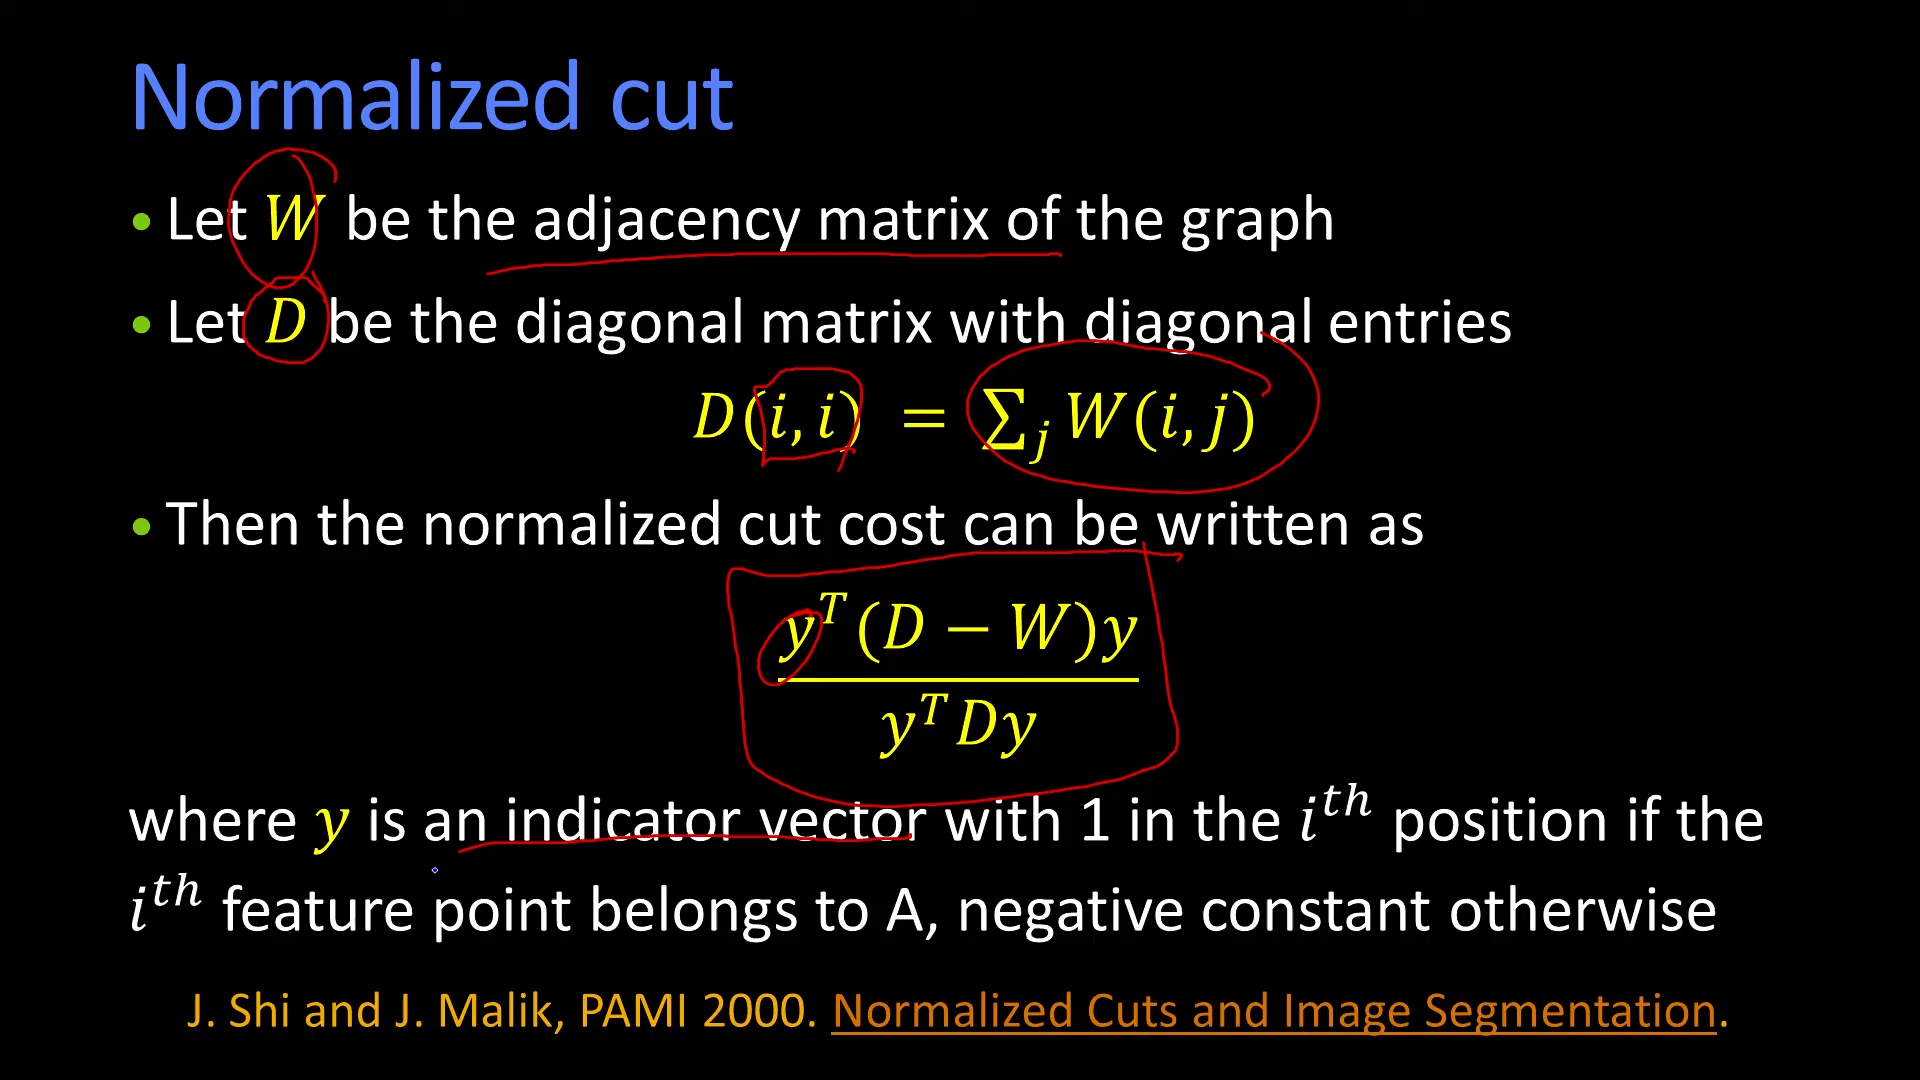 Normalized cut
• Let W be the adjacency matrix of the graph
• Let D be the diagonal matrix with diagonal entries
D(i,i) = ∑_j W(i,j)
• Then the normalized cut cost can be written as
y^T(D − W)y
y^T Dy
where y is an indicator vector with 1 in the i^th position if the
i^th feature point belongs to A, negative constant otherwise
J. Shi and J. Malik, PAMI 2000. Normalized Cuts and Image Segmentation.